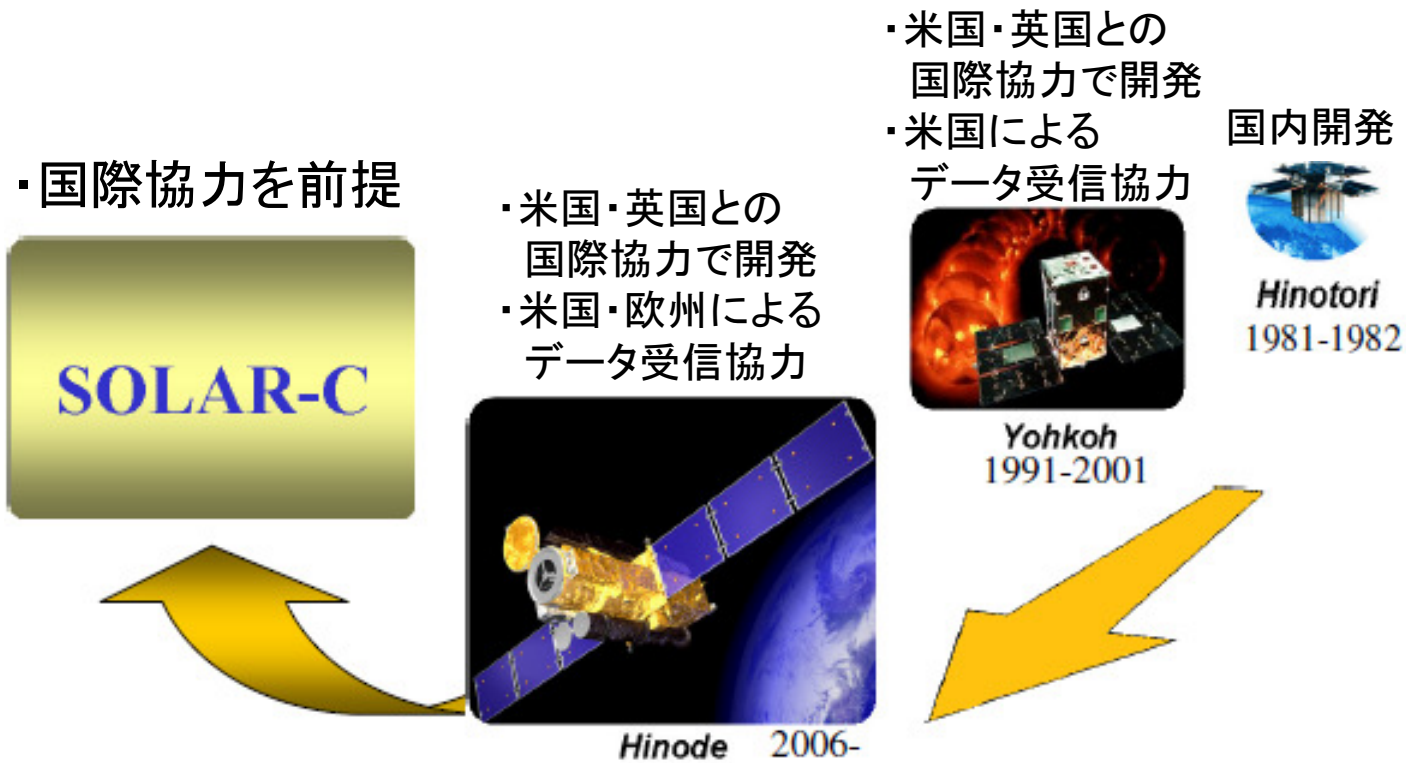 ・国際協力を前提
SOLAR-C
・米国・英国との
国際協力で開発
・米国・欧州による
データ受信協力
Hinode 2006-
・米国・英国との
国際協力で開発
・米国による
データ受信協力
Yohkoh
1991-2001
国内開発
Hinotori
1981-1982